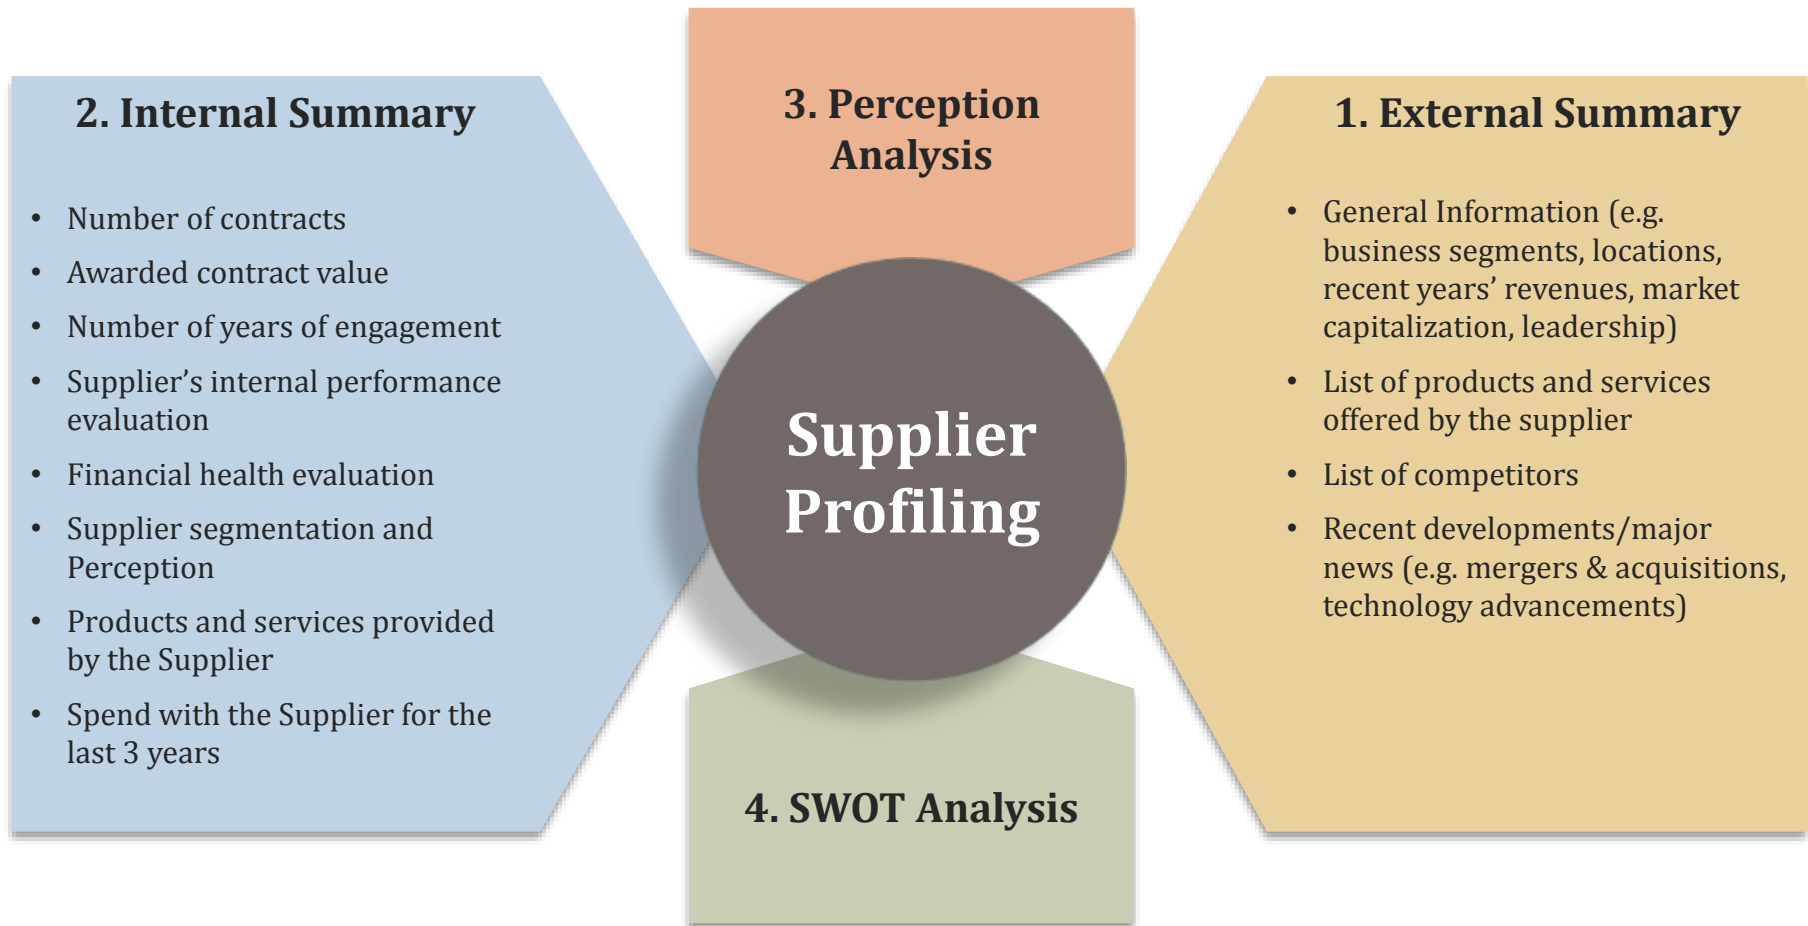 2. Internal Summary
• Number of contracts
• Awarded contract value
• Number of years of engagement
• Supplier’s internal performance
evaluation
• Financial health evaluation
• Supplier segmentation and
Perception
• Products and services provided
by the Supplier
• Spend with the Supplier for the
last 3 years
3. Perception
Analysis
Supplier
Profiling
4. SWOT Analysis
1. External Summary
• General Information (e.g.
business segments, locations,
recent years’ revenues, market
capitalization, leadership)
• List of products and services
offered by the supplier
• List of competitors
• Recent developments/major
news (e.g. mergers & acquisitions,
technology advancements)